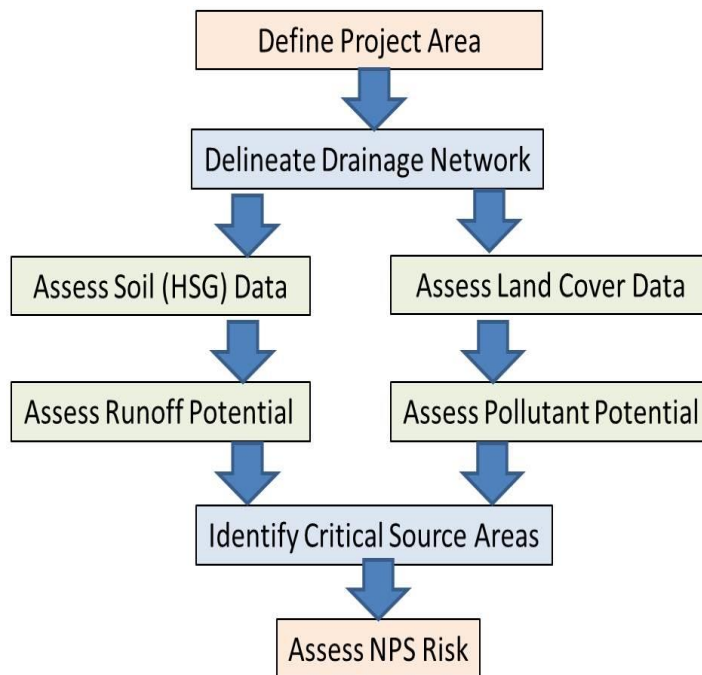 Define Project Area
Delineate Drainage Network
Assess Soil (HSG) Data
Assess Land Cover Data
Assess Runoff Potential
Assess Pollutant Potential
Identify Critical Source Areas
Assess NPS Risk